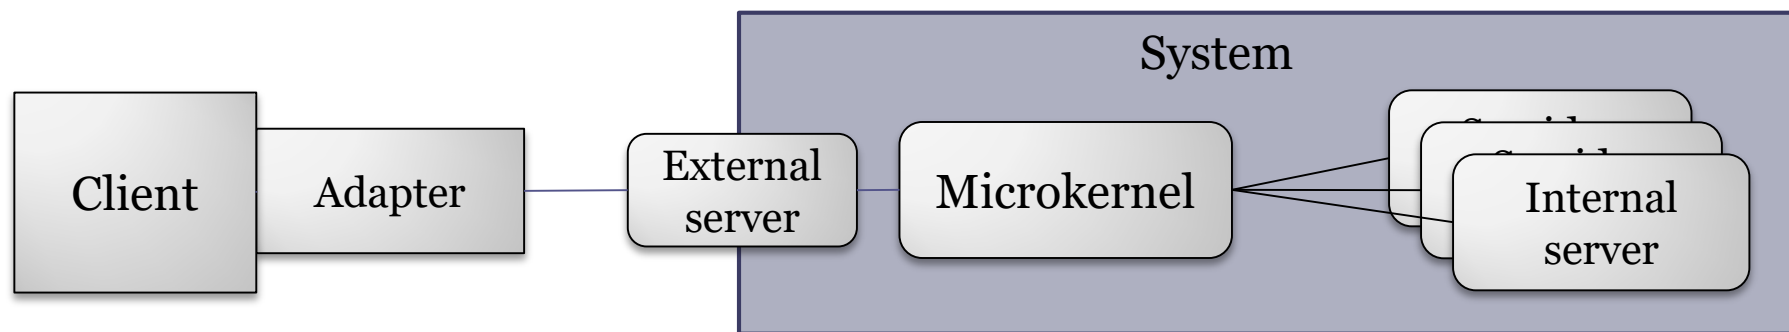 System
Client
Adapter
External
server
Microkernel
Internal
server